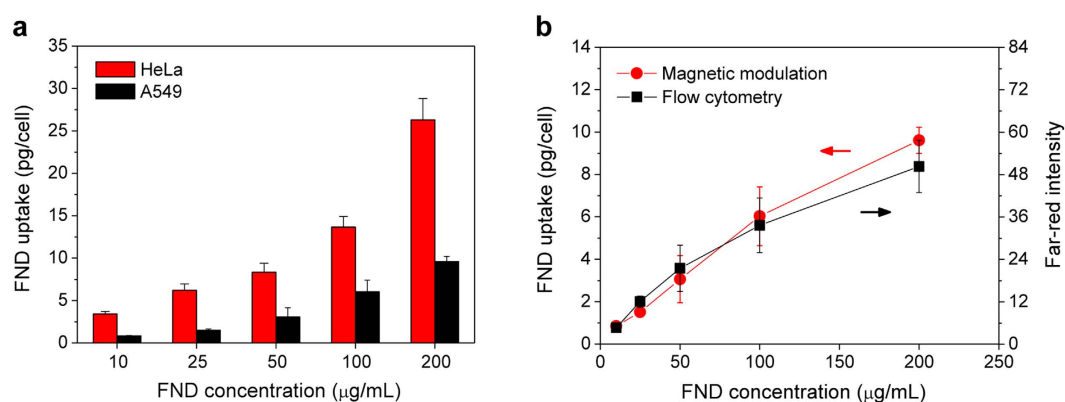 a
35
30
25
20
15
10
5
0
FND uptake (pg/cell)
HeLa
A549
10 25 50 100 200
FND concentration (μg/mL)
b
14
12
10
8
6
4
2
0
FND uptake (pg/cell)
Magnetic modulation
Flow cytometry
84
72
60
48
36
24
12
0
Far-red intensity
0 50 100 150 200 250
FND concentration (μg/mL)